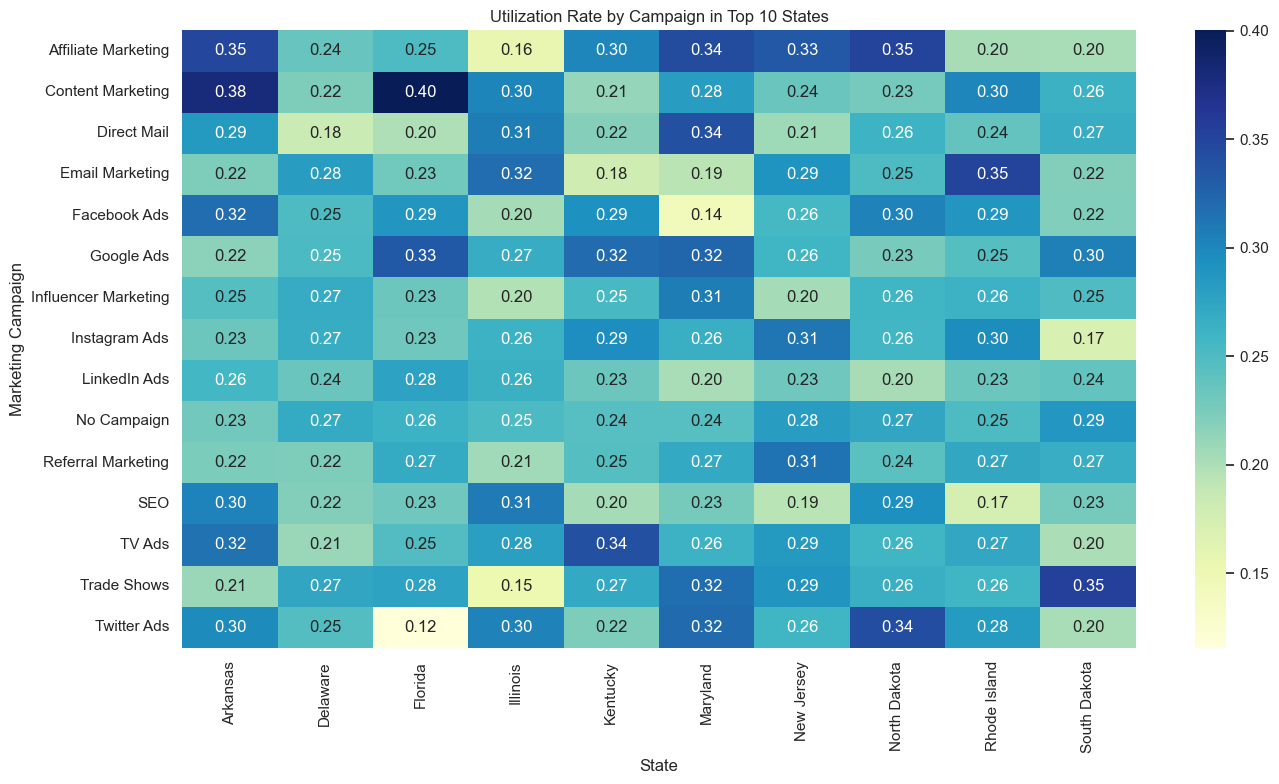 Utilization Rate by Campaign in Top 10 States
Marketing Campaign
Affiliate Marketing 0.35 0.24 0.25 0.16 0.30 0.34 0.33 0.35 0.20 0.20
Content Marketing 0.38 0.22 0.40 0.30 0.21 0.28 0.24 0.23 0.30 0.26
Direct Mail 0.29 0.18 0.20 0.31 0.22 0.34 0.21 0.26 0.24 0.27
Email Marketing 0.22 0.28 0.23 0.32 0.18 0.19 0.29 0.25 0.35 0.22
Facebook Ads 0.32 0.25 0.29 0.20 0.29 0.14 0.26 0.30 0.29 0.22
Google Ads 0.22 0.25 0.33 0.27 0.32 0.32 0.26 0.23 0.25 0.30
Influencer Marketing 0.25 0.27 0.23 0.20 0.25 0.31 0.20 0.26 0.26 0.25
Instagram Ads 0.23 0.27 0.23 0.26 0.29 0.26 0.31 0.26 0.30 0.17
LinkedIn Ads 0.26 0.24 0.28 0.26 0.23 0.20 0.23 0.20 0.23 0.24
No Campaign 0.23 0.27 0.26 0.25 0.24 0.24 0.28 0.27 0.25 0.29
Referral Marketing 0.22 0.22 0.27 0.21 0.25 0.27 0.31 0.24 0.27 0.27
SEO 0.30 0.22 0.23 0.31 0.20 0.23 0.19 0.29 0.17 0.23
TV Ads 0.32 0.21 0.25 0.28 0.34 0.26 0.29 0.26 0.27 0.20
Trade Shows 0.21 0.27 0.28 0.15 0.27 0.32 0.29 0.26 0.26 0.35
Twitter Ads 0.30 0.25 0.12 0.30 0.22 0.32 0.26 0.34 0.28 0.20
Arkansas Delaware Florida Illinois Kentucky Maryland New Jersey North Dakota Rhode Island South Dakota
State
0.40
0.35
0.30
0.25
0.20
0.15